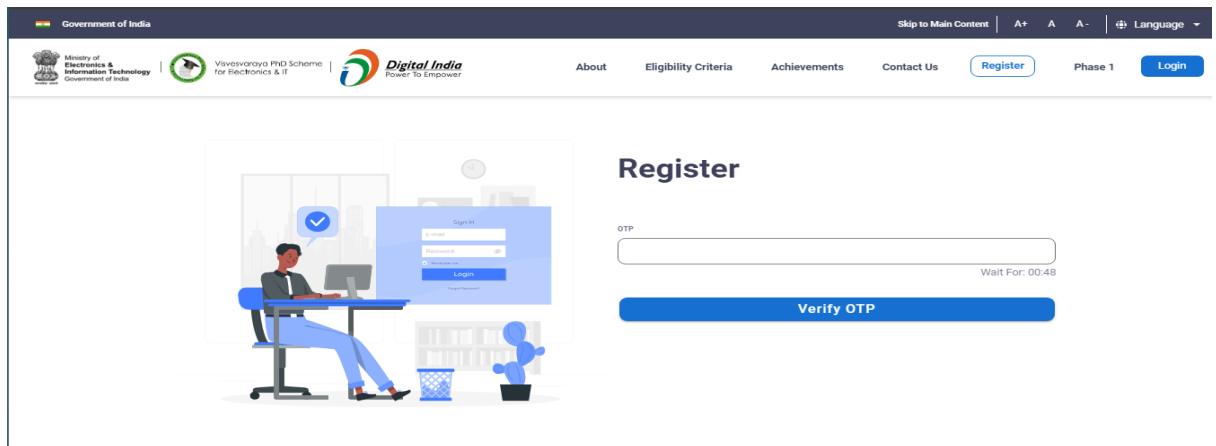 Government of India
Skip to Main Content
A+
A
A-
Language
Ministry of
Electronics &
Information Technology
Government of India
Visvesvaraya PhD Scheme
for Electronics & IT
Digital India
Power To Empower
About
Eligibility Criteria
Achievements
Contact Us
Register
Phase 1
Login
Register
Sign In
E-mail
Password
Login
OTP
Wait For: 00:48
Verify OTP